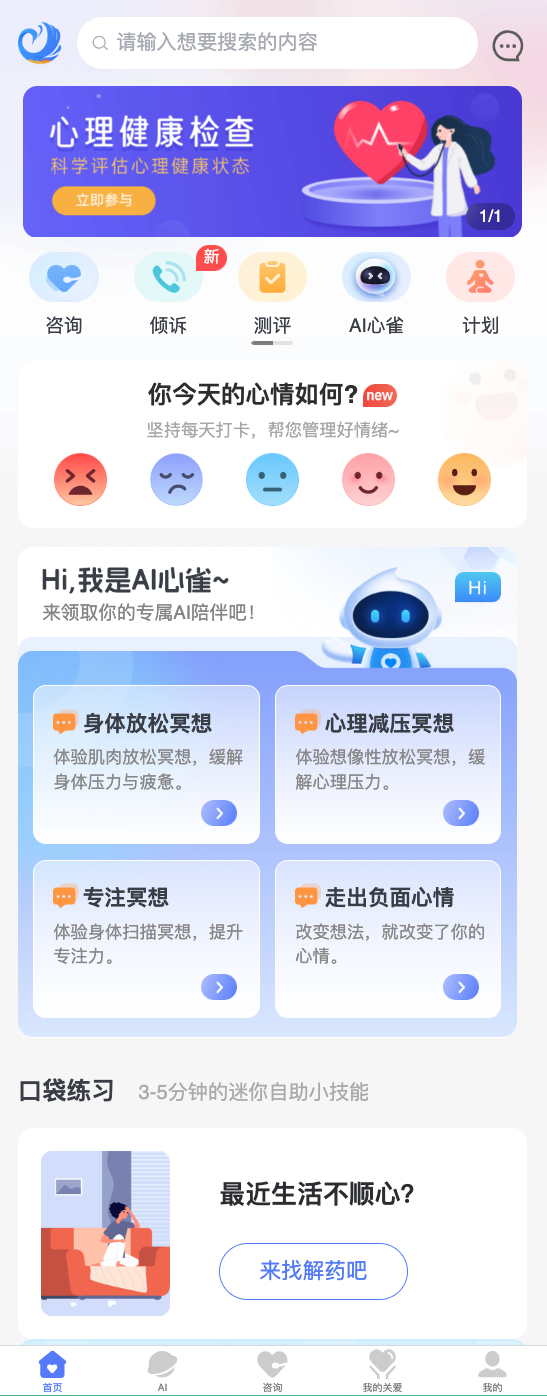 请输入想要搜索的内容
心理健康检查
科学评估心理健康状态
立即参与
1/1
新
咨询
倾诉
测评
AI心雀
计划
你今天的心情如何? new
坚持每天打卡，帮您管理好情绪~
Hi,我是AI心雀~
来领取你的专属AI陪伴吧！
Hi
身体放松冥想
体验肌肉放松冥想，缓解
身体压力与疲惫。
心理减压冥想
体验想像性放松冥想，缓
解心理压力。
专注冥想
体验身体扫描冥想，提升
专注力。
走出负面心情
改变想法，就改变了你的
心情。
口袋练习 3-5分钟的迷你自助小技能
最近生活不顺心?
来找解药吧
首页
AI
咨询
我的关爱
我的